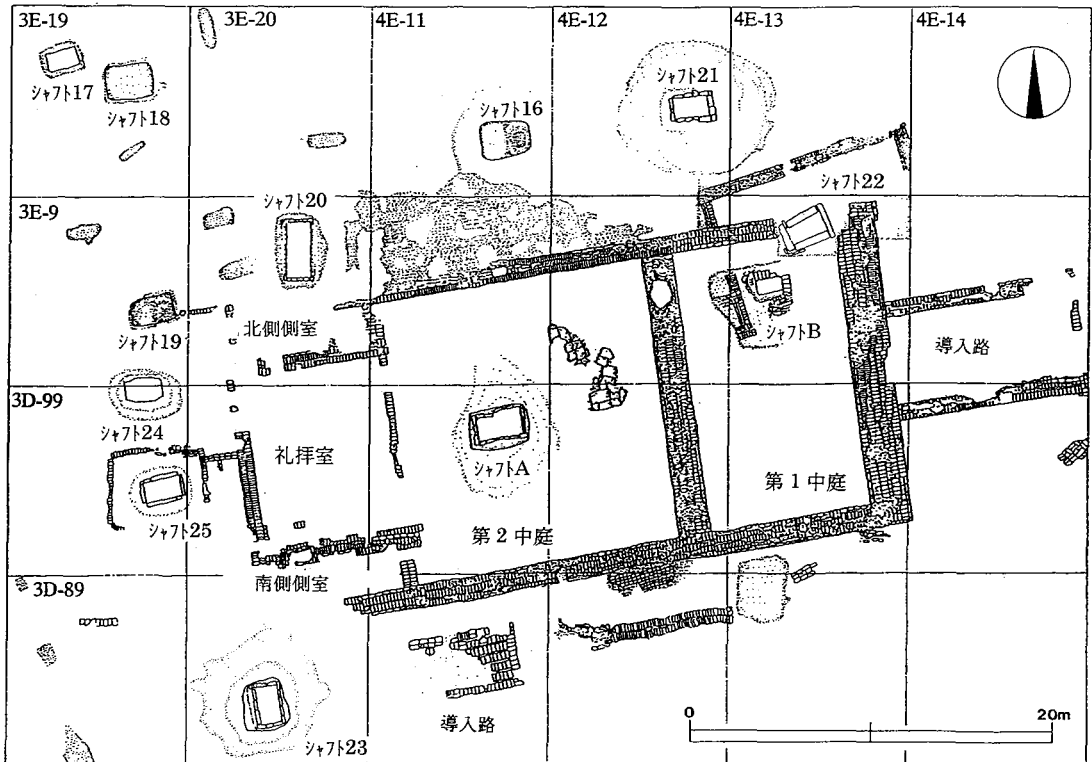 3E-19
3E-20
4E-11
4E-12
4E-13
4E-14
シャフト17
シャフト18
シャフト16
シャフト21
シャフト22
3E-9
シャフト20
シャフト19
北側側室
シャフトB
導入路
3D-99
シャフト24
礼拝室
シャフトA
第1中庭
シャフト25
第2中庭
南側側室
3D-89
シャフト23
導入路
0
20m